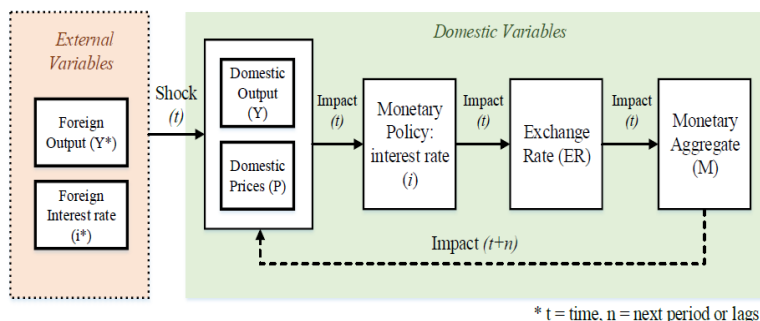 External
Variables
Foreign
Output (Y*)
Foreign
Interest rate
(i*)
Shock
(t)
Domestic Variables
Domestic
Output
(Y)
Domestic
Prices (P)
Impact
(t)
Monetary
Policy:
interest rate
(i)
Impact
(t)
Exchange
Rate (ER)
Impact
(t)
Monetary
Aggregate
(M)
Impact (t+n)
* t = time, n = next period or lags